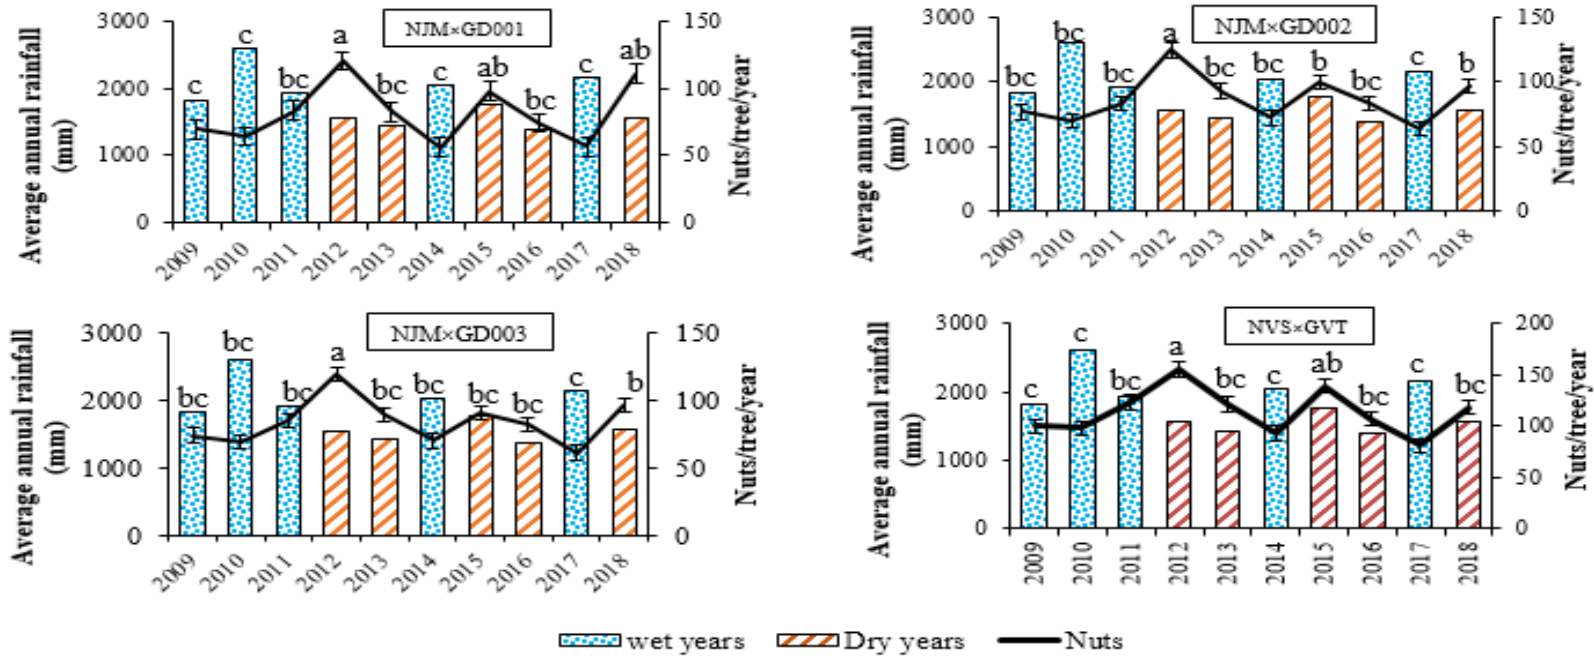 NJM×GD001
Average annual rainfall
(mm)
3000
2000
1000
0
150
100
50
0
Nuts/tree/year
c c bc a bc c ab bc c ab
2009 2010 2011 2012 2013 2014 2015 2016 2017 2018
NJM×GD002
Average annual rainfall
(mm)
3000
2000
1000
0
150
100
50
0
Nuts/tree/year
bc bc bc a bc bc b bc c b
2009 2010 2011 2012 2013 2014 2015 2016 2017 2018
NJM×GD003
Average annual rainfall
(mm)
3000
2000
1000
0
150
100
50
0
Nuts/tree/year
bc bc bc a bc bc bc bc c b
2009 2010 2011 2012 2013 2014 2015 2016 2017 2018
NVS×GVT
Average annual rainfall
(mm)
3000
2000
1000
0
200
150
100
50
0
Nuts/tree/year
c c bc a bc c ab bc c bc
2009 2010 2011 2012 2013 2014 2015 2016 2017 2018
wet years Dry years Nuts